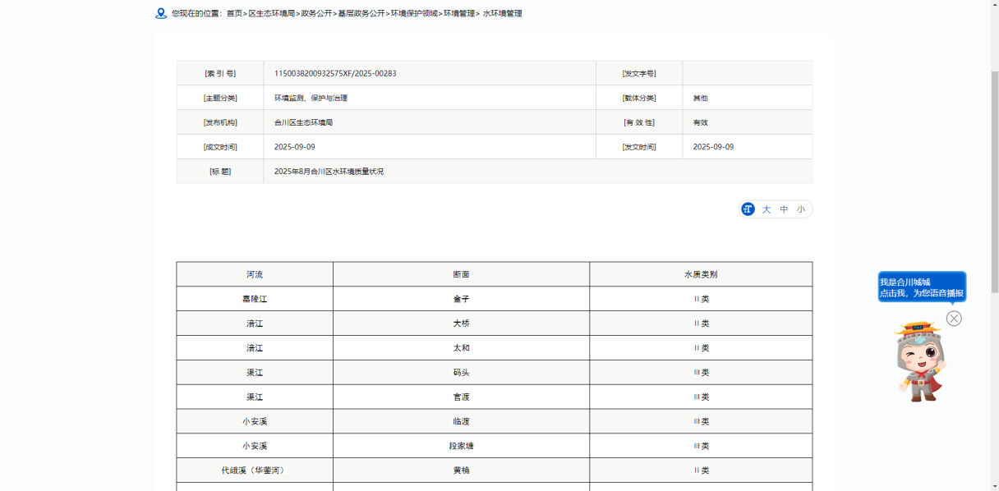 您现在的位置：首页>区生态环境局>政务公开>基层政务公开>环境保护领域>环境管理> 水环境管理
[索 引 号] 1150038200932575XF/2025-00283 [发文字号]
[主题分类] 环境监测、保护与治理 [载体分类] 其他
[发布机构] 合川区生态环境局 [有 效 性] 有效
[成文时间] 2025-09-09 [发文时间] 2025-09-09
[标 题] 2025年8月合川区水环境质量状况
大 中 小
河流 断面 水质类别
嘉陵江 金子 II 类
涪江 大桥 II 类
涪江 太和 II 类
渠江 码头 III 类
渠江 官渡 III 类
小安溪 临渡 III 类
小安溪 段家塘 III 类
代峨溪（华蓥河） 黄桷 II 类
我是合川城城
点击我，为您语音播报